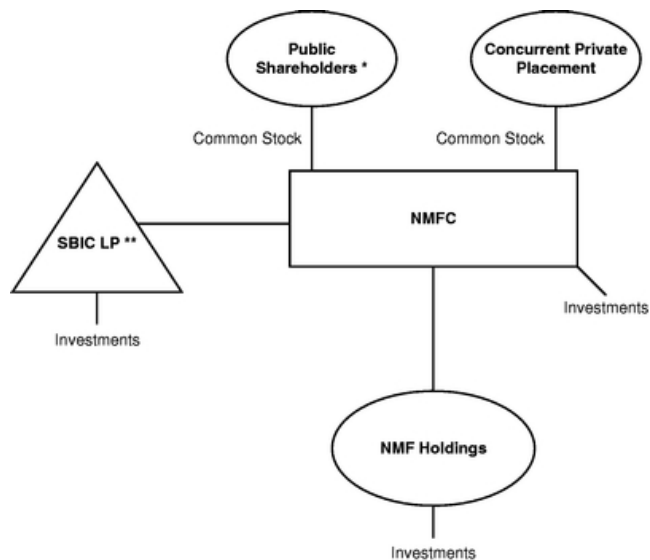 Public
Shareholders *
Concurrent Private
Placement
Common Stock
Common Stock
NMFC
SBIC LP **
Investments
Investments
NMF Holdings
Investments